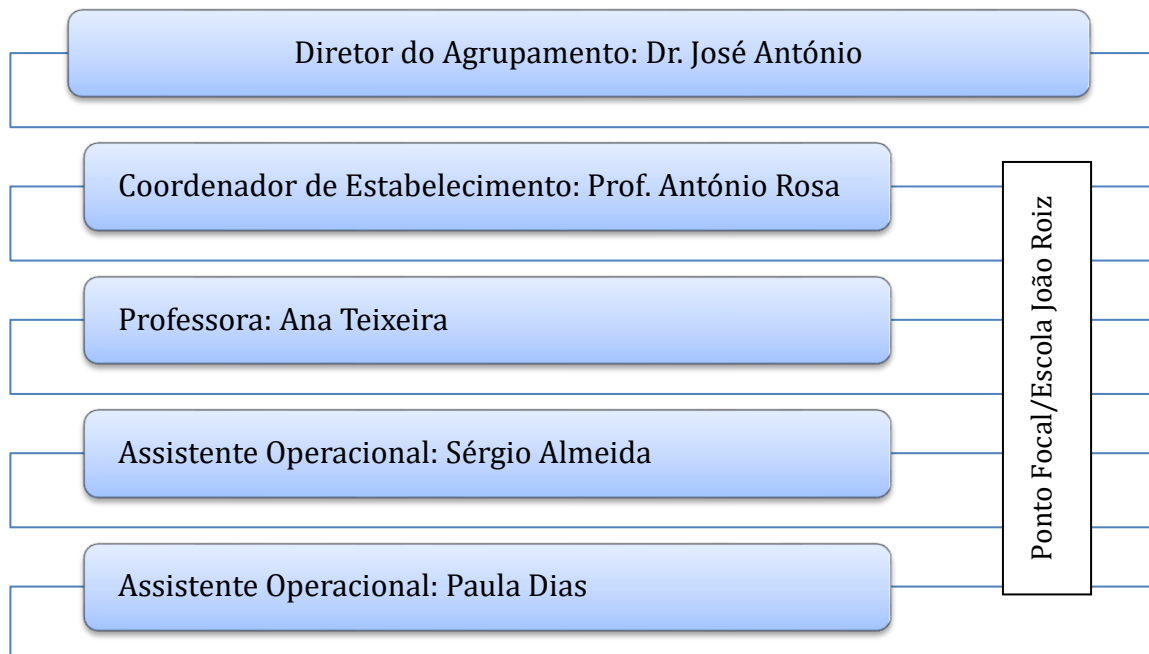 Diretor do Agrupamento: Dr. José António
Coordenador de Estabelecimento: Prof. António Rosa
Professora: Ana Teixeira
Assistente Operacional: Sérgio Almeida
Assistente Operacional: Paula Dias
Ponto Focal/Escola João Roiz